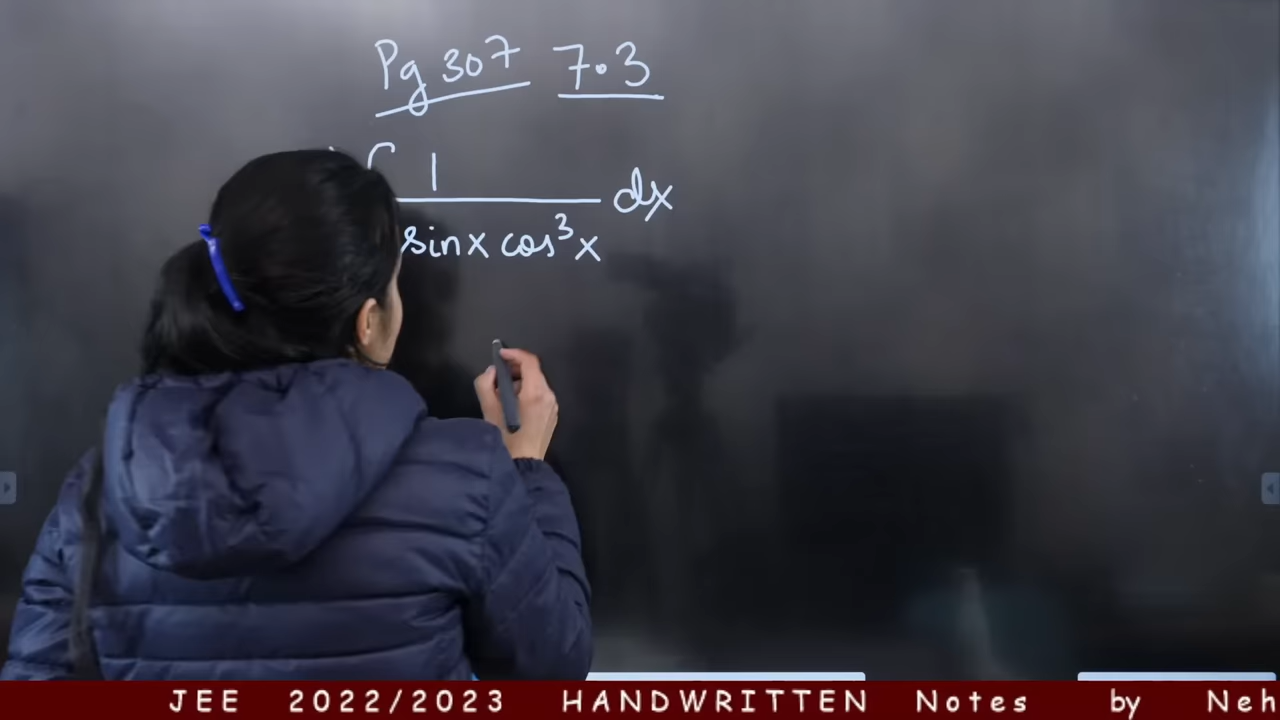 Pg 307 7.3
∫ 1 dx
sinx cos³x
JEE 2022/2023 HANDWRITTEN Notes by Neh